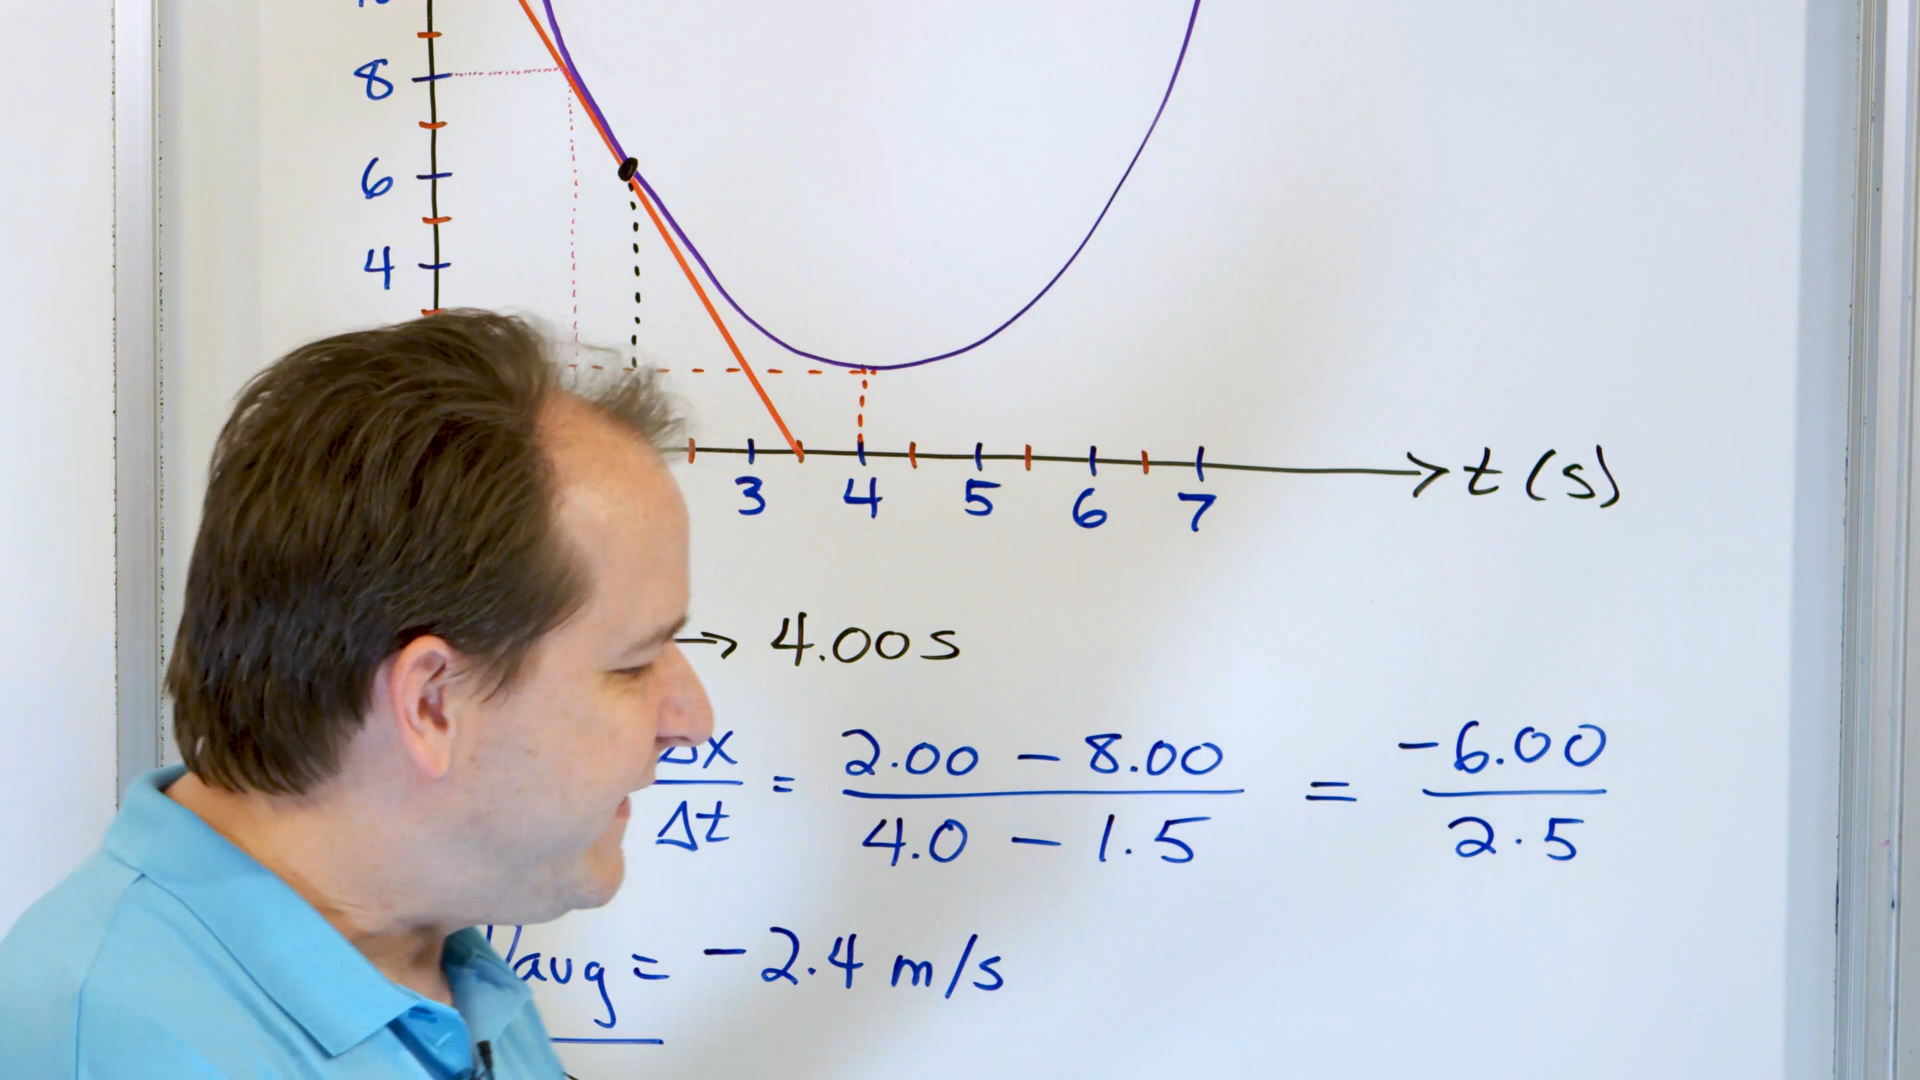 8
6
4
3 4 5 6 7 t (s)
→ 4.00 s
Δx/Δt = 2.00 - 8.00/4.0 - 1.5 = -6.00/2.5
Vavg = -2.4 m/s